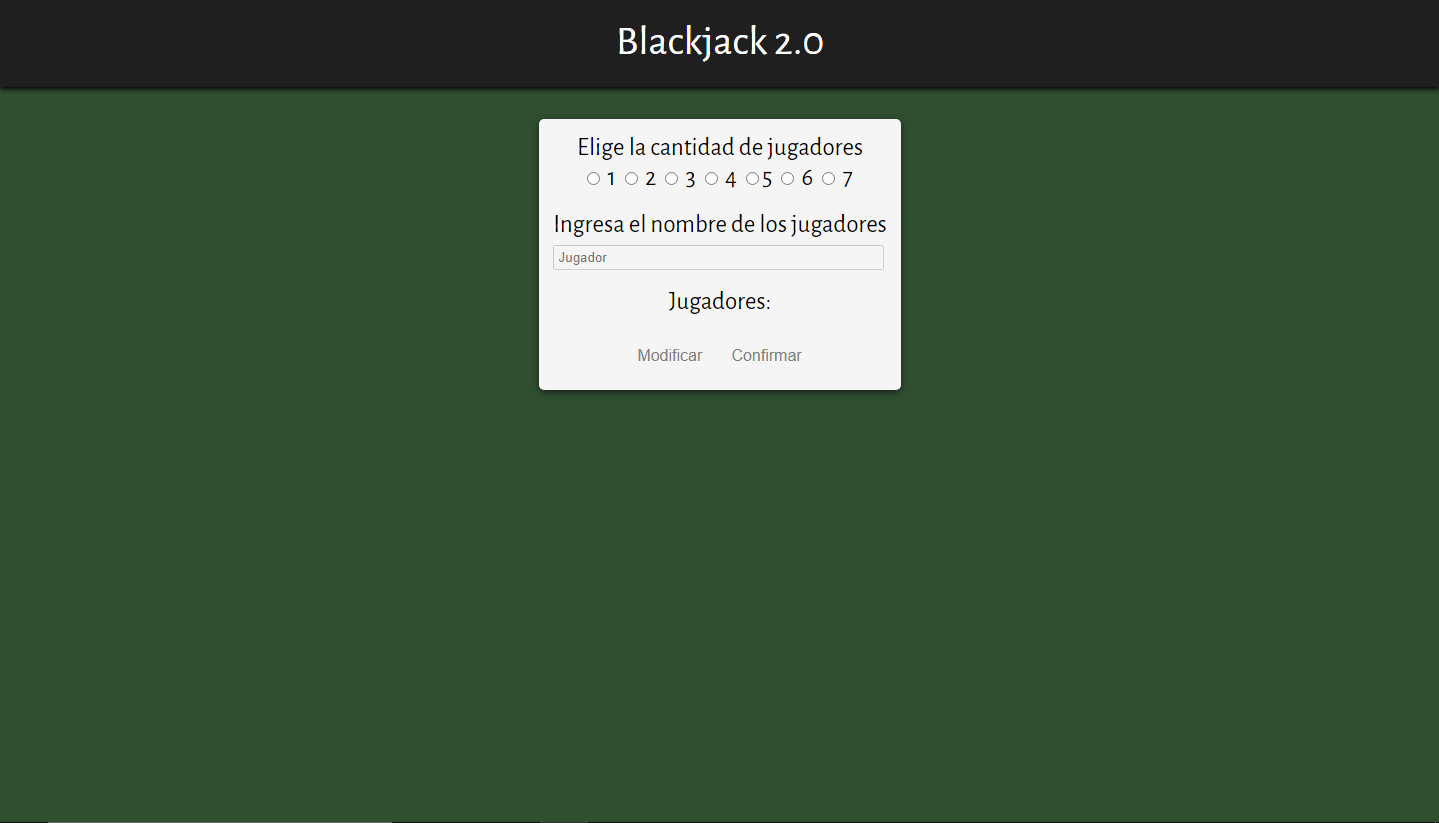 Blackjack 2.0
Elige la cantidad de jugadores
1 2 3 4 5 6 7
Ingresa el nombre de los jugadores
Jugador
Jugadores:
Modificar Confirmar